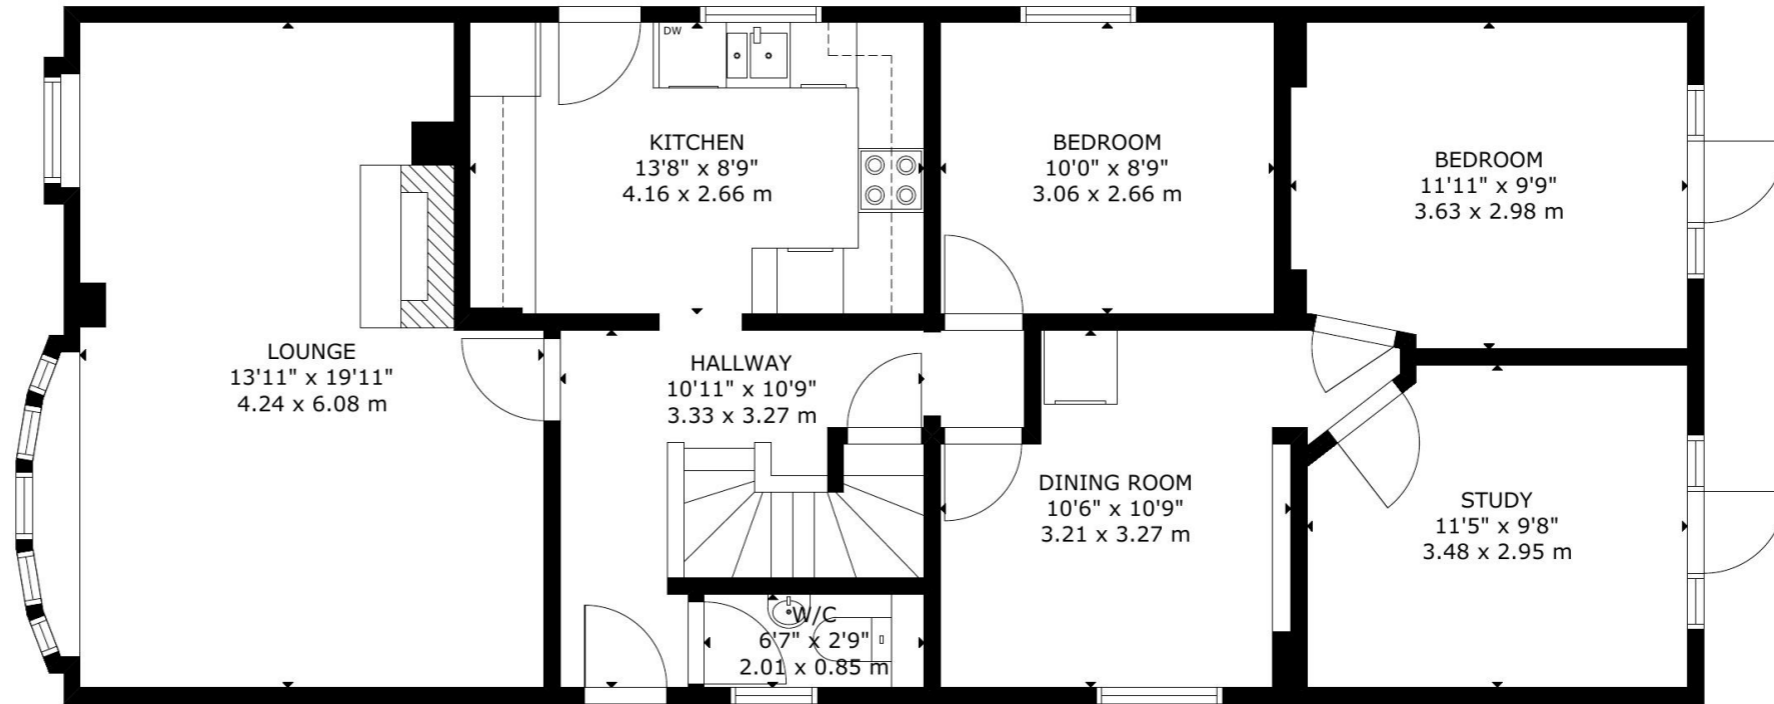 DW
KITCHEN
13'8" x 8'9"
4.16 x 2.66 m
BEDROOM
10'0" x 8'9"
3.06 x 2.66 m
BEDROOM
11'11" x 9'9"
3.63 x 2.98 m
LOUNGE
13'11" x 19'11"
4.24 x 6.08 m
HALLWAY
10'11" x 10'9"
3.33 x 3.27 m
DINING ROOM
10'6" x 10'9"
3.21 x 3.27 m
STUDY
11'5" x 9'8"
3.48 x 2.95 m
W/C
6'7" x 2'9"
2.01 x 0.85 m